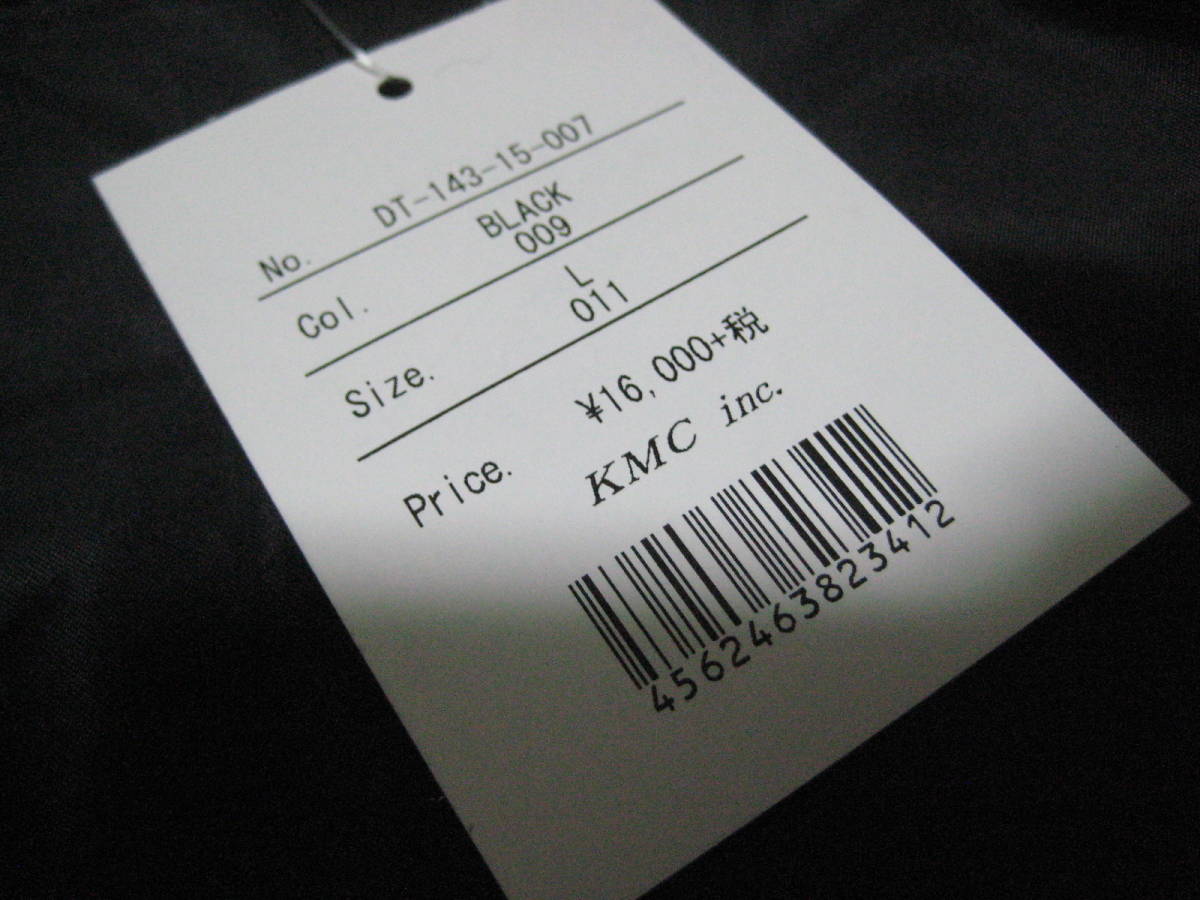 No. DT-143-15-007
BLACK
Col. 009
L
Size. 011
Price. ¥16,000+税
KMC inc.
4562463823412